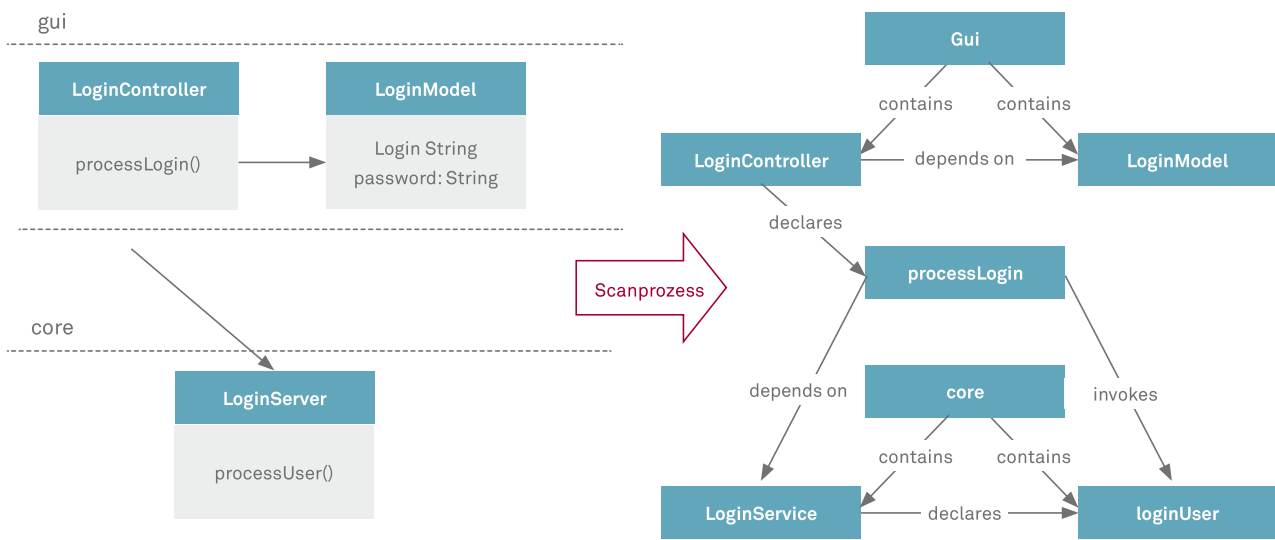 gui
LoginController
processLogin()
LoginModel
Login String
password: String
core
LoginServer
processUser()
Scanprozess
Gui
contains
contains
LoginController
depends on
LoginModel
declares
processLogin
depends on
core
invokes
contains
contains
LoginService
declares
loginUser